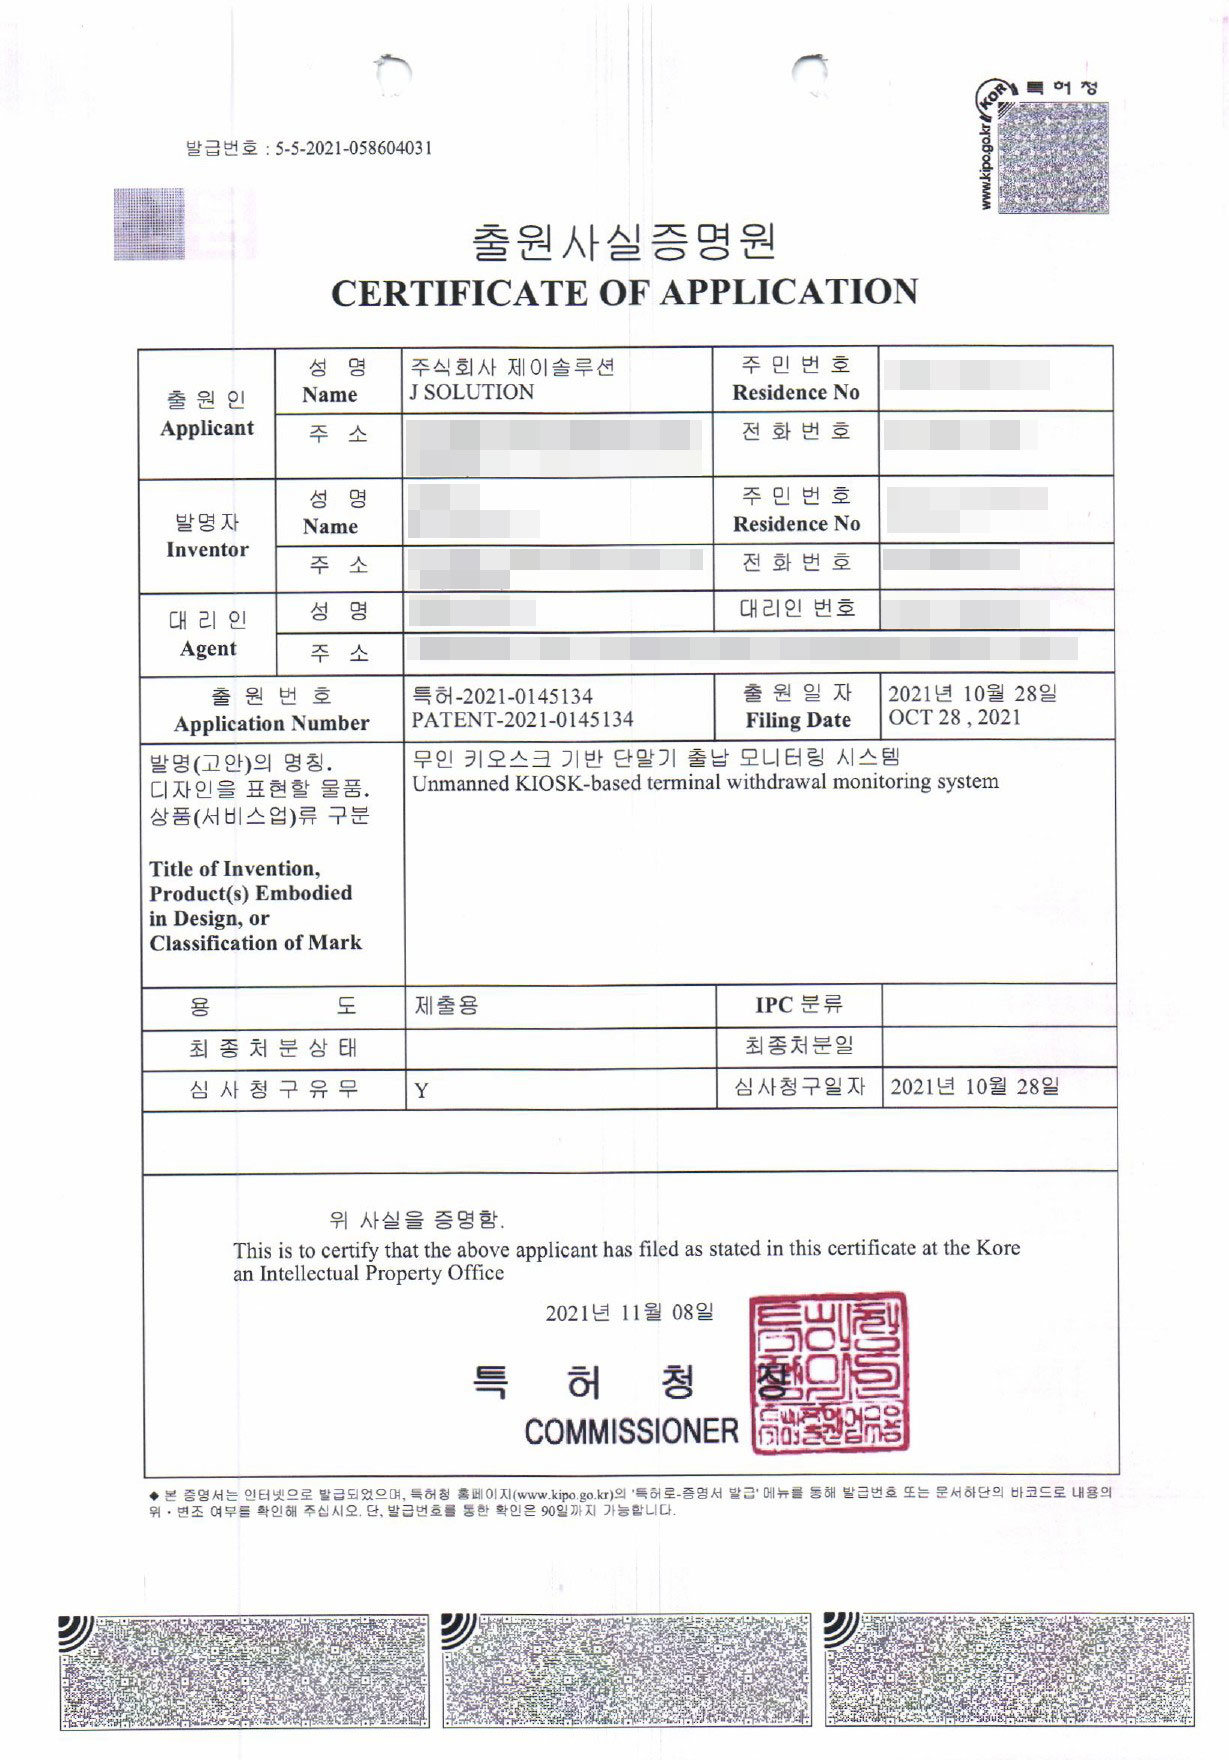 KOR 특허청
www.kipo.go.kr
발급번호 : 5-5-2021-058604031
출원사실증명원
CERTIFICATE OF APPLICATION
출 원 인
Applicant
성 명
Name
주식회사 제이솔루션
J SOLUTION
주 민 번 호
Residence No
주 소
전 화 번 호
발명자
Inventor
성 명
Name
주 민 번 호
Residence No
주 소
전 화 번 호
대 리 인
Agent
성 명
대리인 번호
주 소
출 원 번 호
Application Number
특허-2021-0145134
PATENT-2021-0145134
출 원 일 자
Filing Date
2021년 10월 28일
OCT 28 , 2021
발명(고안)의 명칭.
디자인을 표현할 물품.
상품(서비스업)류 구분
Title of Invention,
Product(s) Embodied
in Design, or
Classification of Mark
무인 키오스크 기반 단말기 출납 모니터링 시스템
Unmanned KIOSK-based terminal withdrawal monitoring system
용 도
제출용
IPC 분류
최 종 처 분 상 태
최종처분일
심 사 청 구 유 무
Y
심사청구일자
2021년 10월 28일
위 사실을 증명함.
This is to certify that the above applicant has filed as stated in this certificate at the Kore
an Intellectual Property Office
2021년 11월 08일
특 허 청 장
COMMISSIONER
◆ 본 증명서는 인터넷으로 발급되었으며, 특허청 홈페이지(www.kipo.go.kr)의 '특허로-증명서 발급' 메뉴를 통해 발급번호 또는 문서하단의 바코드로 내용의
위·변조 여부를 확인해 주십시오. 단, 발급번호를 통한 확인은 90일까지 가능합니다.